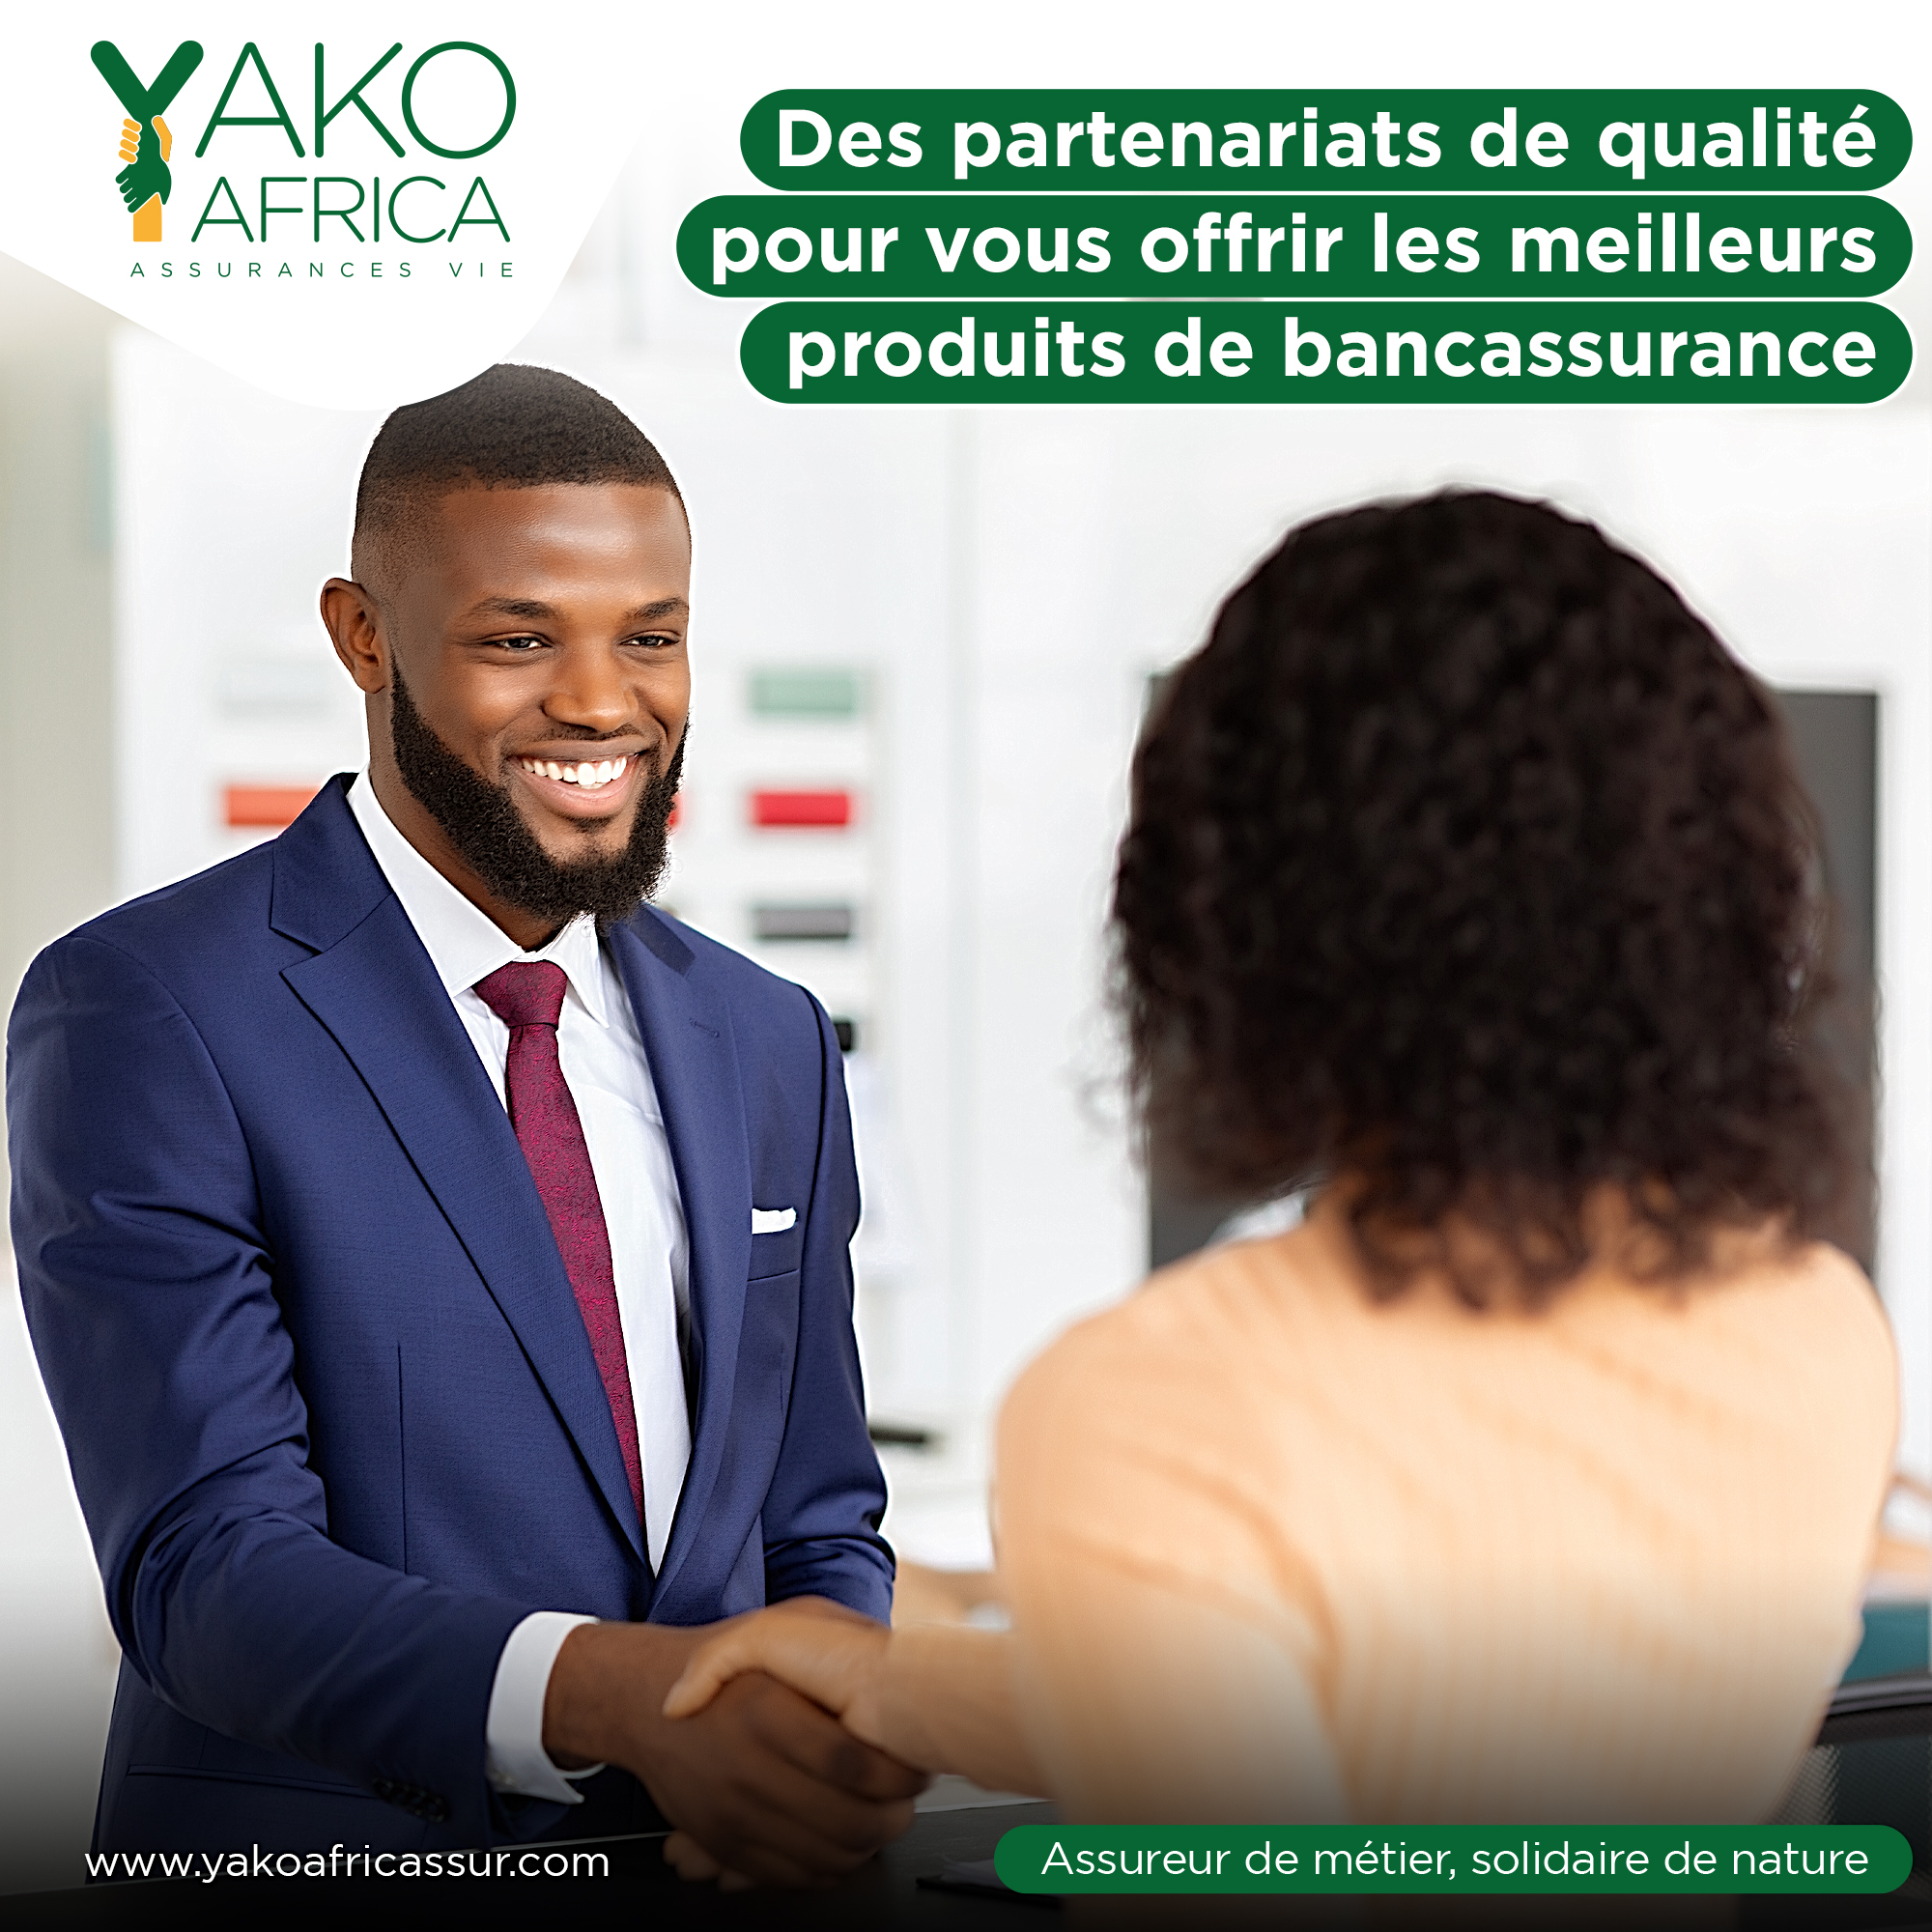 YAKO
AFRICA
ASSURANCES VIE
Des partenariats de qualité
pour vous offrir les meilleurs
produits de bancassurance
www.yakoafricassur.com
Assureur de métier, solidaire de nature